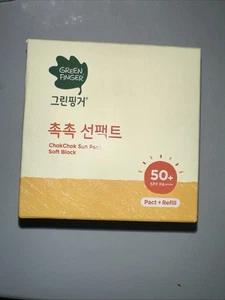 GREEN
FINGER
그린핑거
촉촉 선팩트
ChokChok Sun Pact
Soft Block
50+
SPF PA++++
Pact + Refill